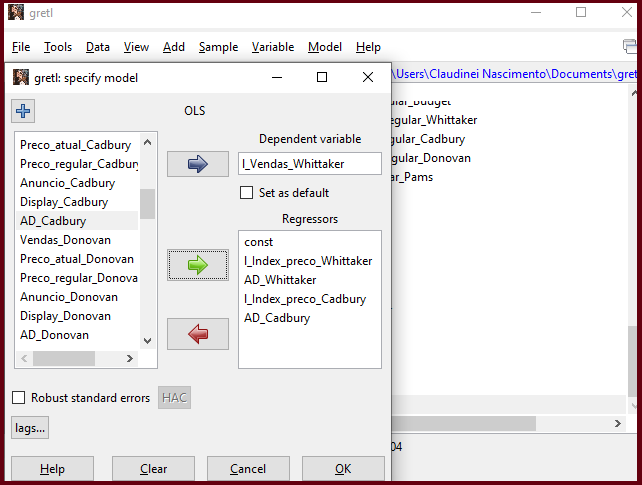 gretl
File Tools Data View Add Sample Variable Model Help
gretl: specify model
\Users\Claudinei Nascimento\Documents\gret
OLS
Preco_atual_Cadbury
Preco_regular_Cadbury
Anuncio_Cadbury
Display_Cadbury
AD_Cadbury
Vendas_Donovan
Preco_atual_Donovan
Preco_regular_Donova
Anuncio_Donovan
Display_Donovan
AD_Donovan
Dependent variable
l_Vendas_Whittaker
Set as default
Regressors
const
l_Index_preco_Whittaker
AD_Whittaker
l_Index_preco_Cadbury
AD_Cadbury
Robust standard errors
HAC
lags...
Help
Clear
Cancel
OK
ular_Budget
egular_Whittaker
gular_Cadbury
gular_Donovan
ar_Pams
04